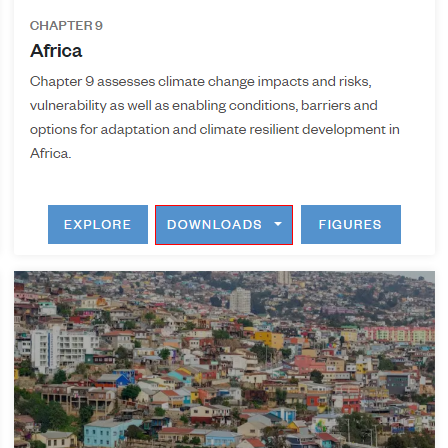 CHAPTER 9
Africa
Chapter 9 assesses climate change impacts and risks,
vulnerability as well as enabling conditions, barriers and
options for adaptation and climate resilient development in
Africa.
EXPLORE DOWNLOADS FIGURES